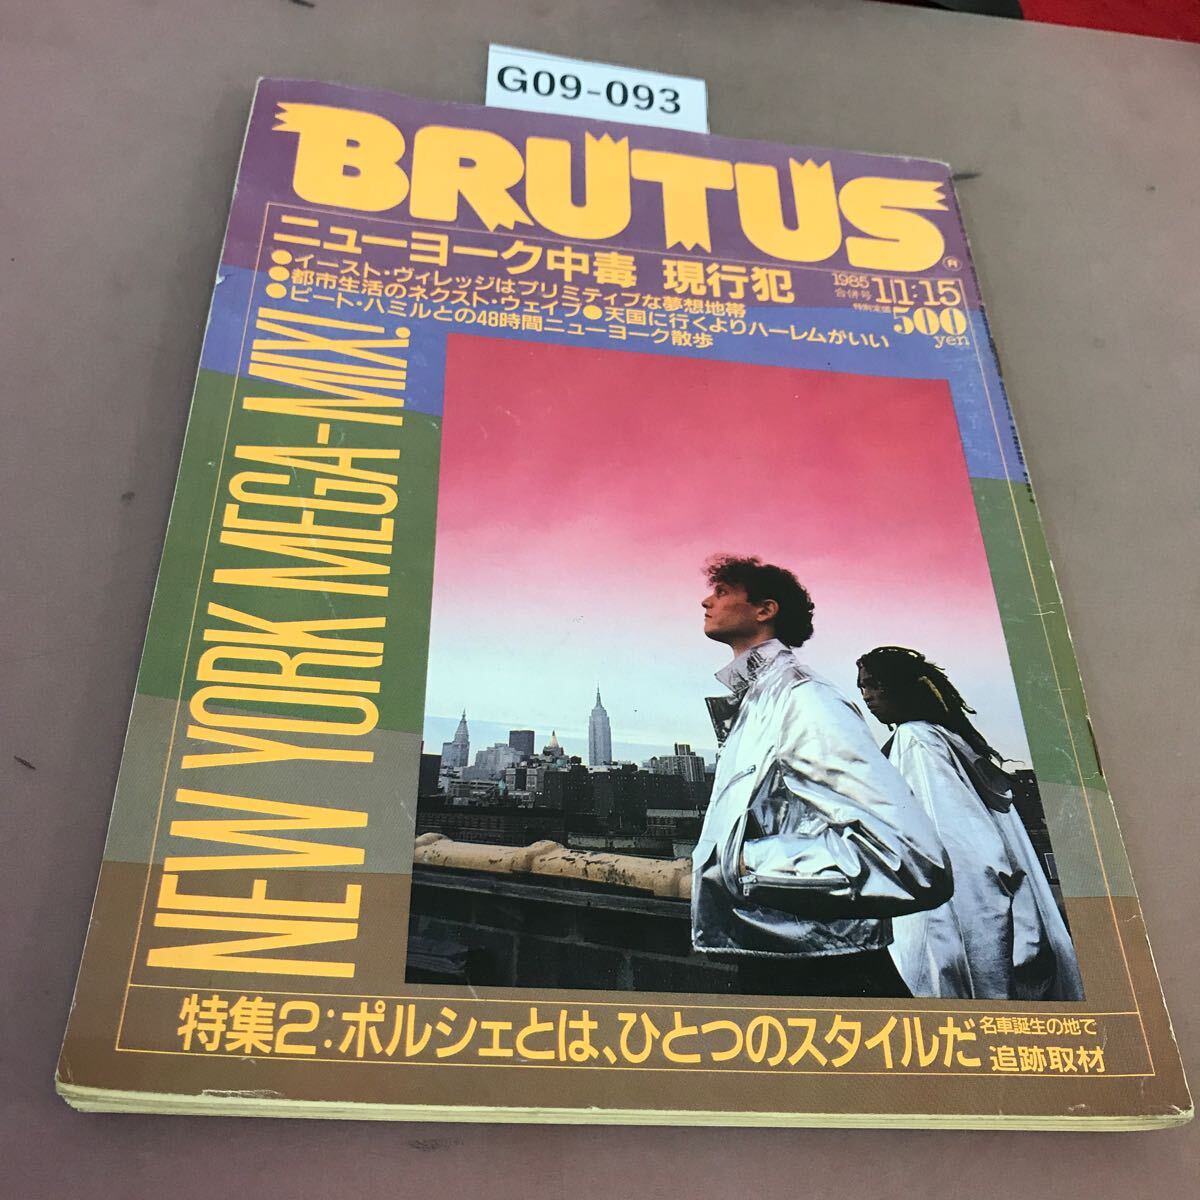 G09-093
BRUTUS
ニューヨーク中毒 現行犯
1985 1/1・15
合併号
特別定価
500
yen
●イースト・ヴィレッジはプリミティブな夢想地帯
●都市生活のネクスト・ウェイブ●天国に行くよりハーレムがいい
●ピート・ハミルとの48時間ニューヨーク散歩
NEW YORK MEGA-MIX!
特集2:ポルシェとは、ひとつのスタイルだ
名車誕生の地で
追跡取材